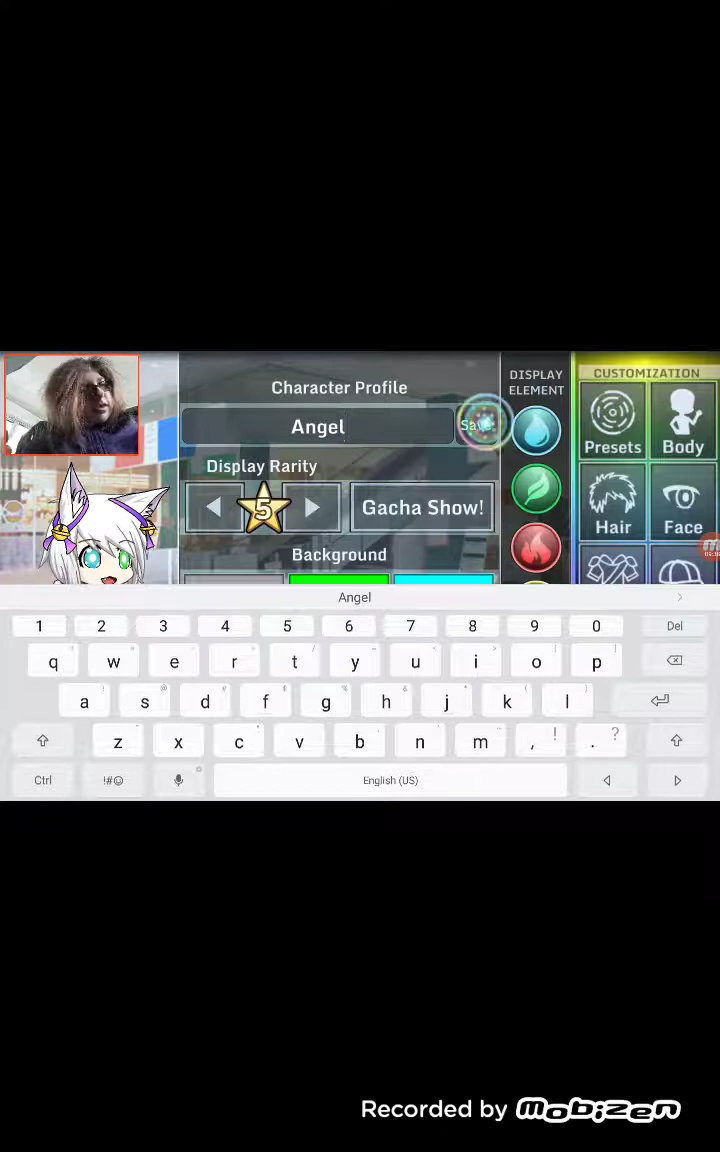 Character Profile
DISPLAY
ELEMENT
CUSTOMIZATION
Angel
Save
Presets
Body
Display Rarity
5
Gacha Show!
Hair
Face
Background
Angel
1 2 3 4 5 6 7 8 9 0 Del
q w e r t y u i o p
a s d f g h j k l
z x c v b n m , ! . ?
Ctrl !#☺ English (US)
Recorded by MOBIZEN